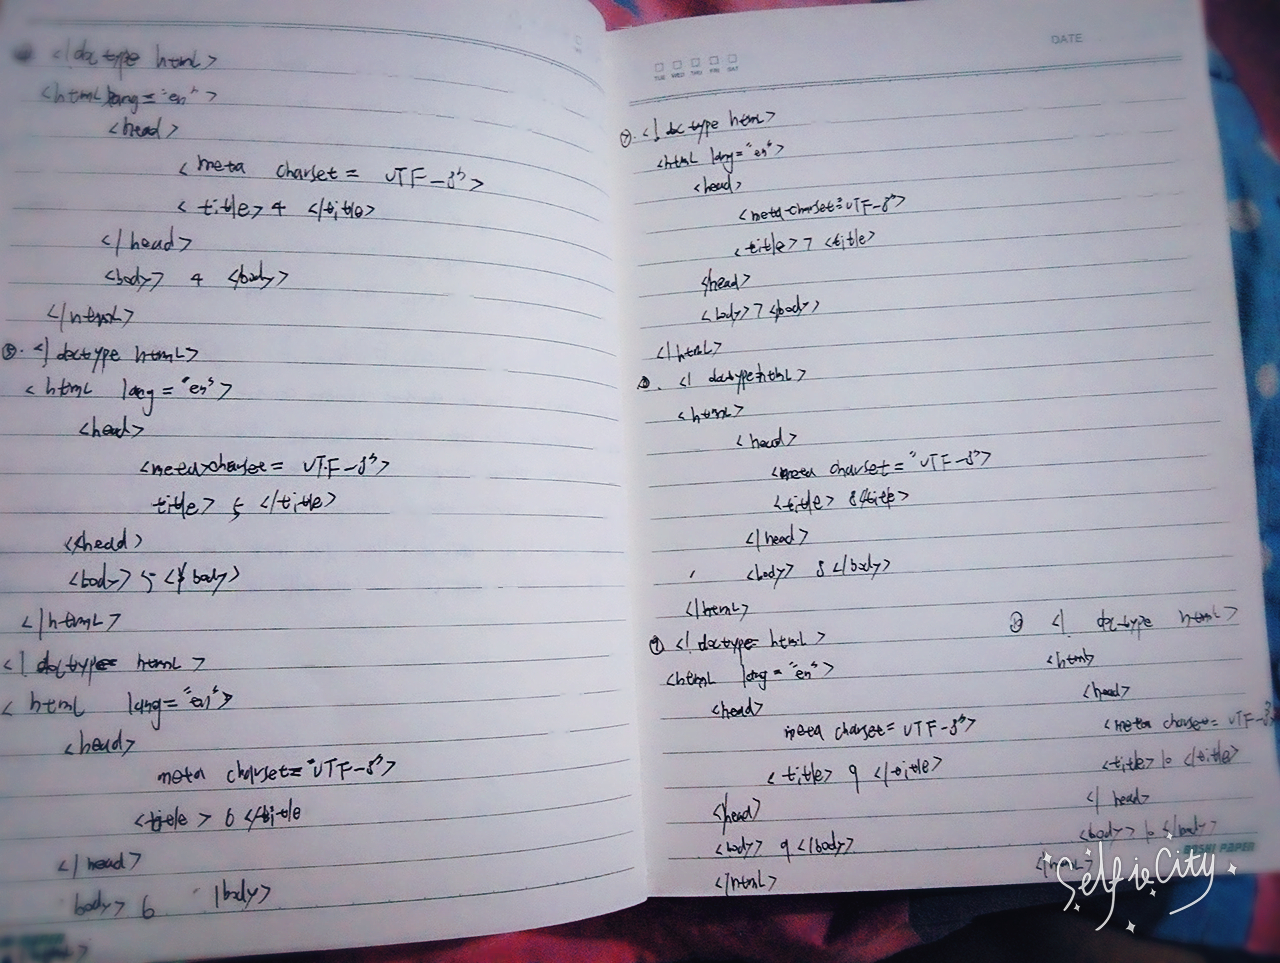 <!doctype html>
<html lang="en">
<head>
<meta charset= UTF-8">
<title> 4 </title>
</head>
<body> 4 </body>
</html>
⑤. <!doctype html>
<html lang="en">
<head>
<meta charset= UTF-8">
title> 5 </title>
</head>
<body> 5 </body>
</html>
<!doctype html>
<html lang="en">
<head>
meta charset="UTF-8">
<title> 6 </title
</head>
body> 6 /body>
TUE WED THU FRI SAT
DATE
⑦. <!doctype html>
<html lang="en">
<head>
<meta charset=UTF-8">
<title>7 <title>
</head>
<body>7</body>
</html>
⑧. <! doctype html>
<html>
<head>
<meta charset="UTF-8">
<title> 8</title>
</head>
<body> 8 </body>
</html>
⑨ <!doctype html>
<html lang="en">
<head>
meta charset= UTF-8">
<title> 9 </title>
</head>
<body> 9 </body>
</html>
⑩ <! doctype html>
<html>
<head>
<meta charset= UTF-8
<title>10 </title>
</head>
<body>10 </body>
</html>
PAPER
SelfieCity